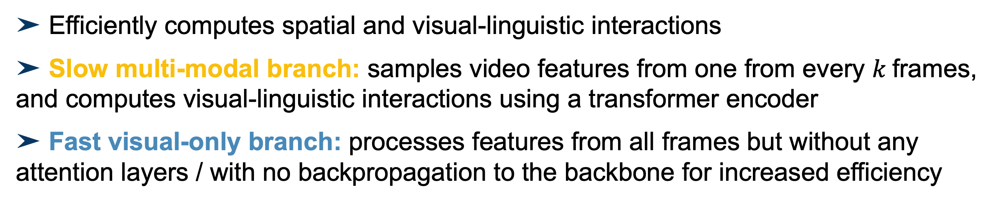 ➤ Efficiently computes spatial and visual-linguistic interactions
➤ Slow multi-modal branch: samples video features from one from every k frames,
and computes visual-linguistic interactions using a transformer encoder
➤ Fast visual-only branch: processes features from all frames but without any
attention layers / with no backpropagation to the backbone for increased efficiency